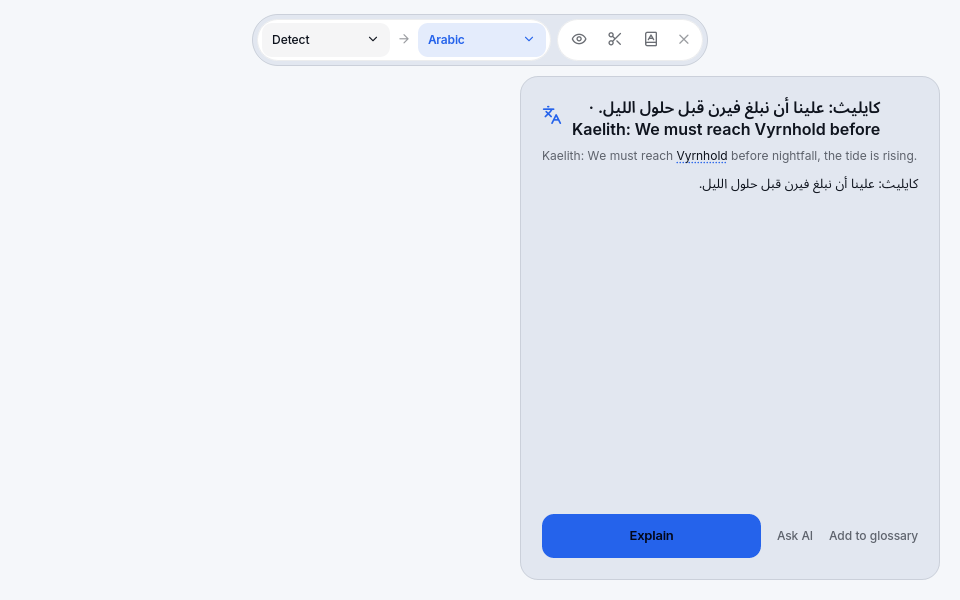 Detect
Arabic
كايليث: علينا أن نبلغ فيرن قبل حلول الليل. ·
Kaelith: We must reach Vyrnhold before
Kaelith: We must reach Vyrnhold before nightfall, the tide is rising.
كايليث: علينا أن نبلغ فيرن قبل حلول الليل.
Explain
Ask AI
Add to glossary